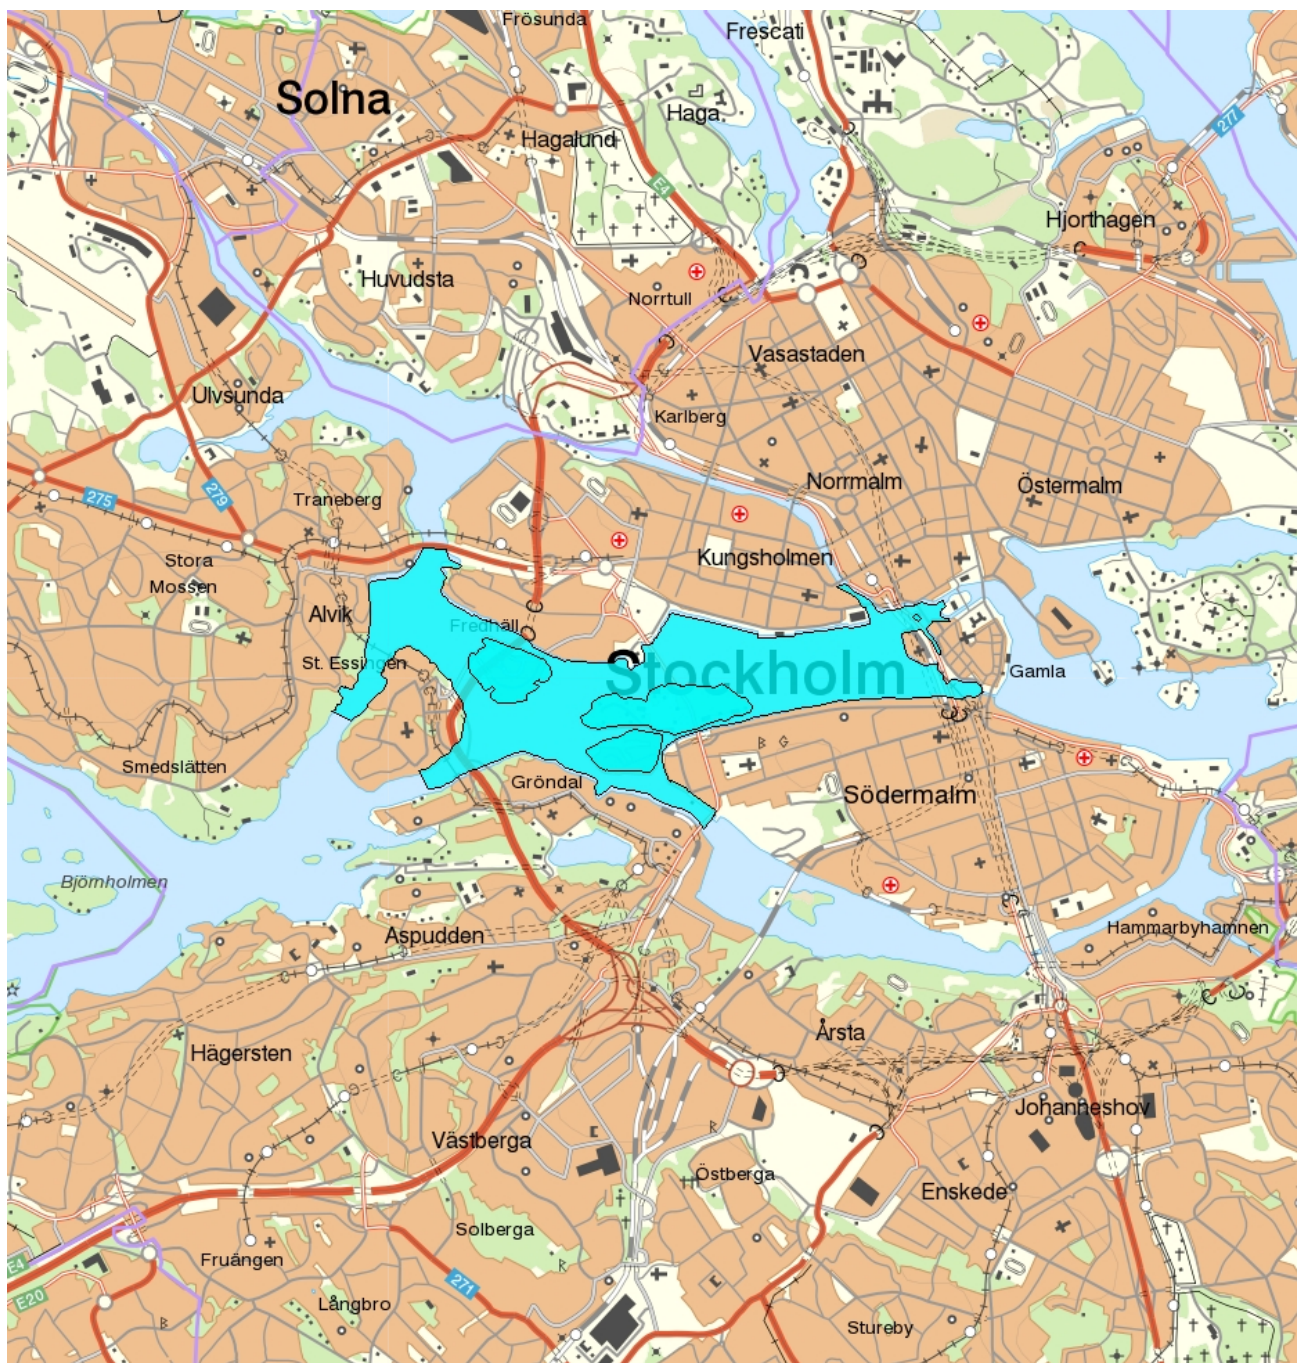 Frösunda
Frescati
277
Solna
Haga
Hagalund
E4
Hjorthagen
Huvudsta
Norrtull
Vasastaden
Ulvsunda
Karlberg
Norrmalm
Östermalm
275
279
Traneberg
Kungsholmen
Stora
Mossen
Alvik
Fredhäll
St. Essingen
Stockholm
Gamla
Smedslätten
Gröndal
Södermalm
Björnholmen
Aspudden
Hammarbyhamnen
Årsta
Hägersten
Johanneshov
Västberga
Östberga
Enskede
Solberga
Fruängen
E4
271
E20
Långbro
Stureby